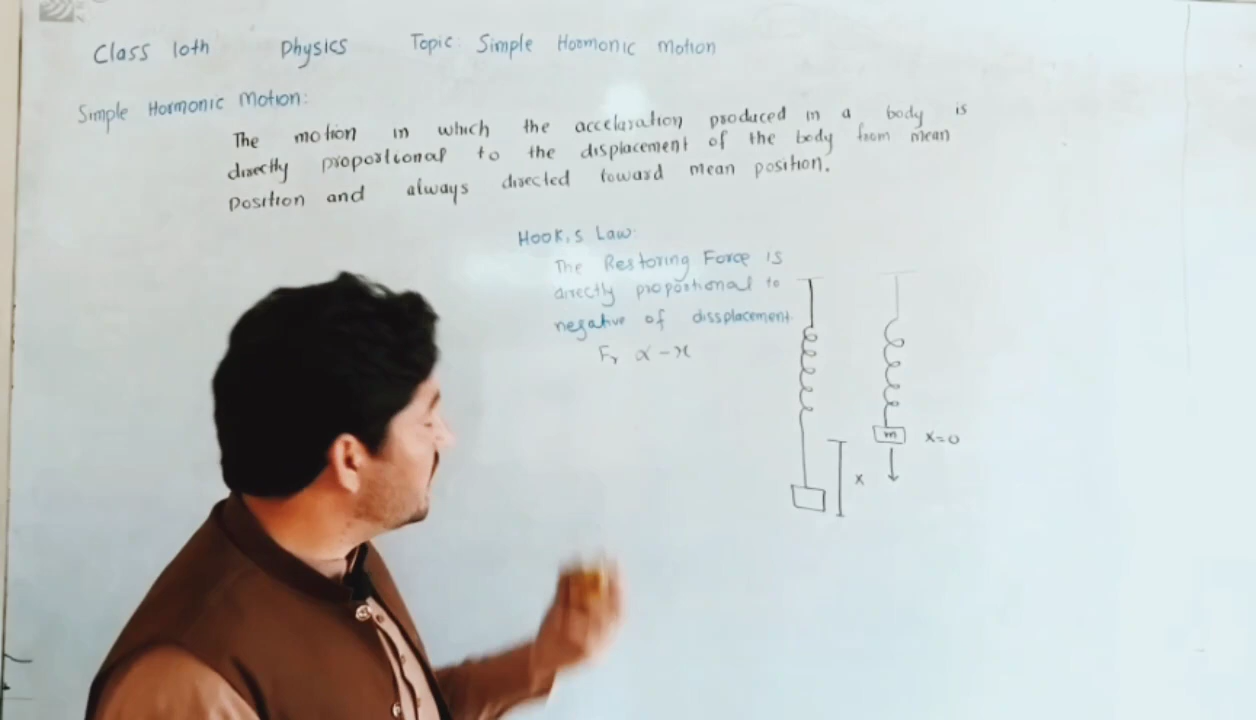 Class 10th Physics Topic: Simple Hormonic Motion
Simple Hormonic Motion:
The motion in which the acceleration produced in a body is
directly proportional to the displacement of the body from mean
position and always directed toward mean position.
Hook,s Law:
The Restoring Force is
directly proportional to
negative of dissplacement.
Fr ∝ -x
m
x=0
x